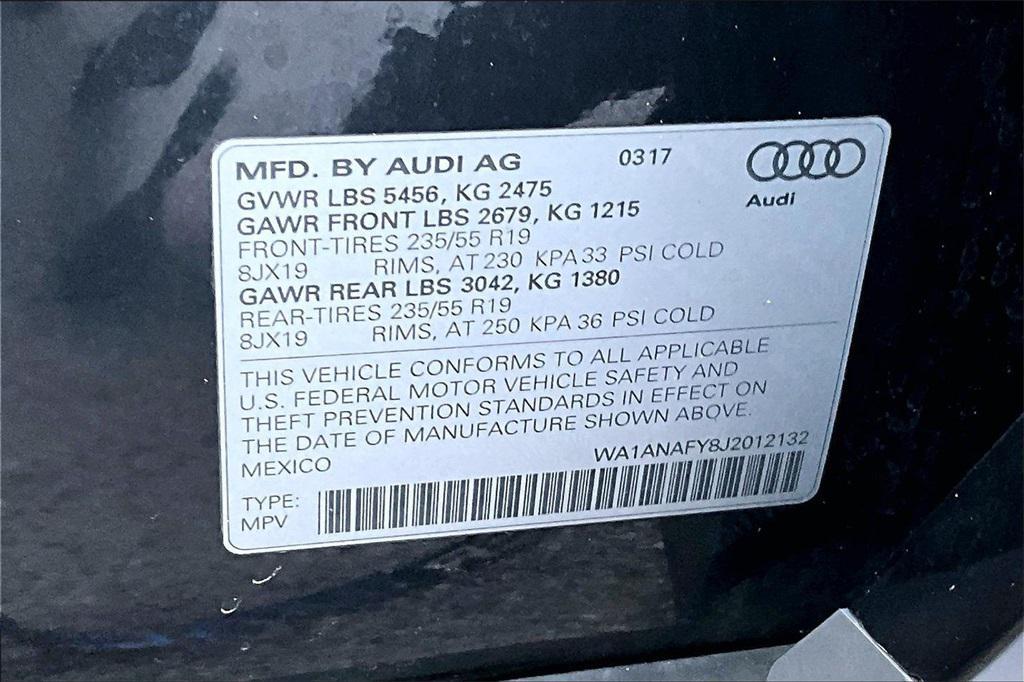 MFD. BY AUDI AG 0317
GVWR LBS 5456, KG 2475
GAWR FRONT LBS 2679, KG 1215
Audi
FRONT-TIRES 235/55 R19
8JX19 RIMS, AT 230 KPA 33 PSI COLD
GAWR REAR LBS 3042, KG 1380
REAR-TIRES 235/55 R19
8JX19 RIMS, AT 250 KPA 36 PSI COLD
THIS VEHICLE CONFORMS TO ALL APPLICABLE
U.S. FEDERAL MOTOR VEHICLE SAFETY AND
THEFT PREVENTION STANDARDS IN EFFECT ON
THE DATE OF MANUFACTURE SHOWN ABOVE.
MEXICO WA1ANAFY8J2012132
TYPE:
MPV